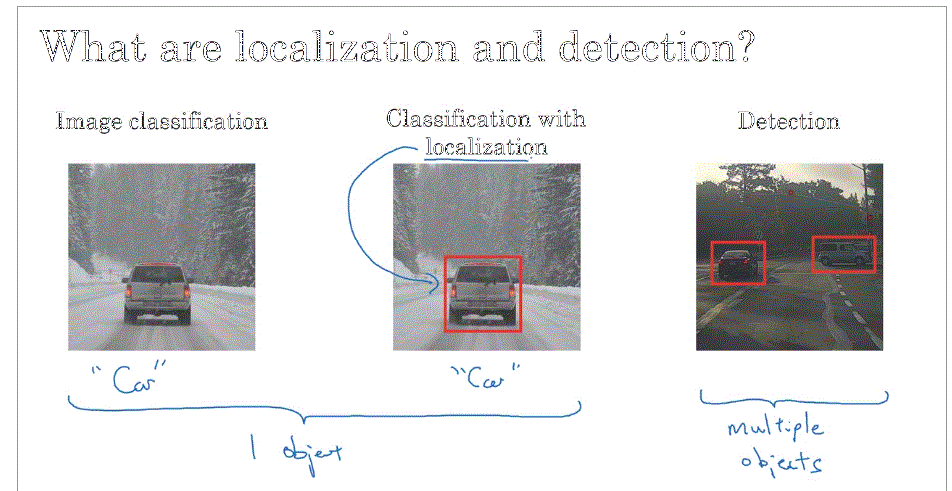 What are localization and detection?
Image classification
Classification with
localization
Detection
"Car"
"Car"
1 object
multiple
objects